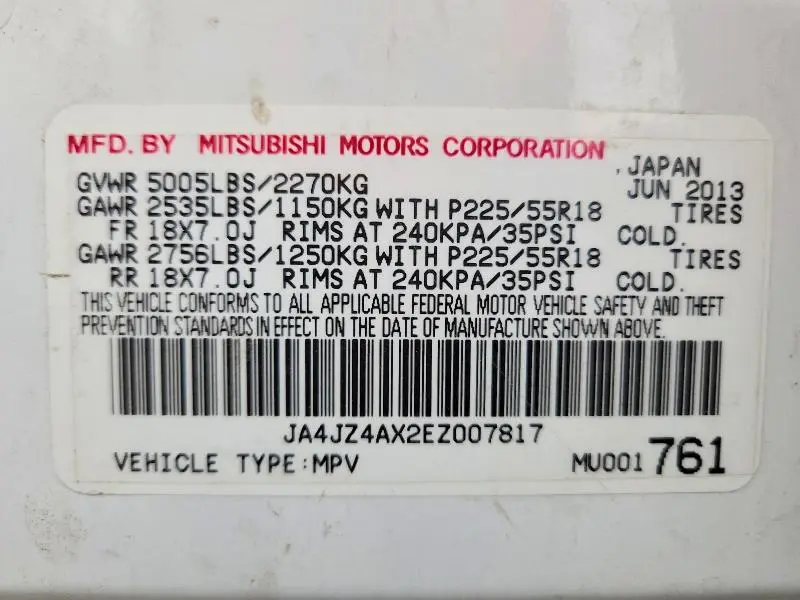 MFD. BY MITSUBISHI MOTORS CORPORATION , JAPAN
GVWR 5005LBS/2270KG JUN 2013
GAWR 2535LBS/1150KG WITH P225/55R18 TIRES
FR 18X7.0J RIMS AT 240KPA/35PSI COLD.
GAWR 2756LBS/1250KG WITH P225/55R18 TIRES
RR 18X7.0J RIMS AT 240KPA/35PSI COLD.
THIS VEHICLE CONFORMS TO ALL APPLICABLE FEDERAL MOTOR VEHICLE SAFETY AND THEFT
PREVENTION STANDARDS IN EFFECT ON THE DATE OF MANUFACTURE SHOWN ABOVE.
JA4JZ4AX2EZ007817
VEHICLE TYPE:MPV MU001 761